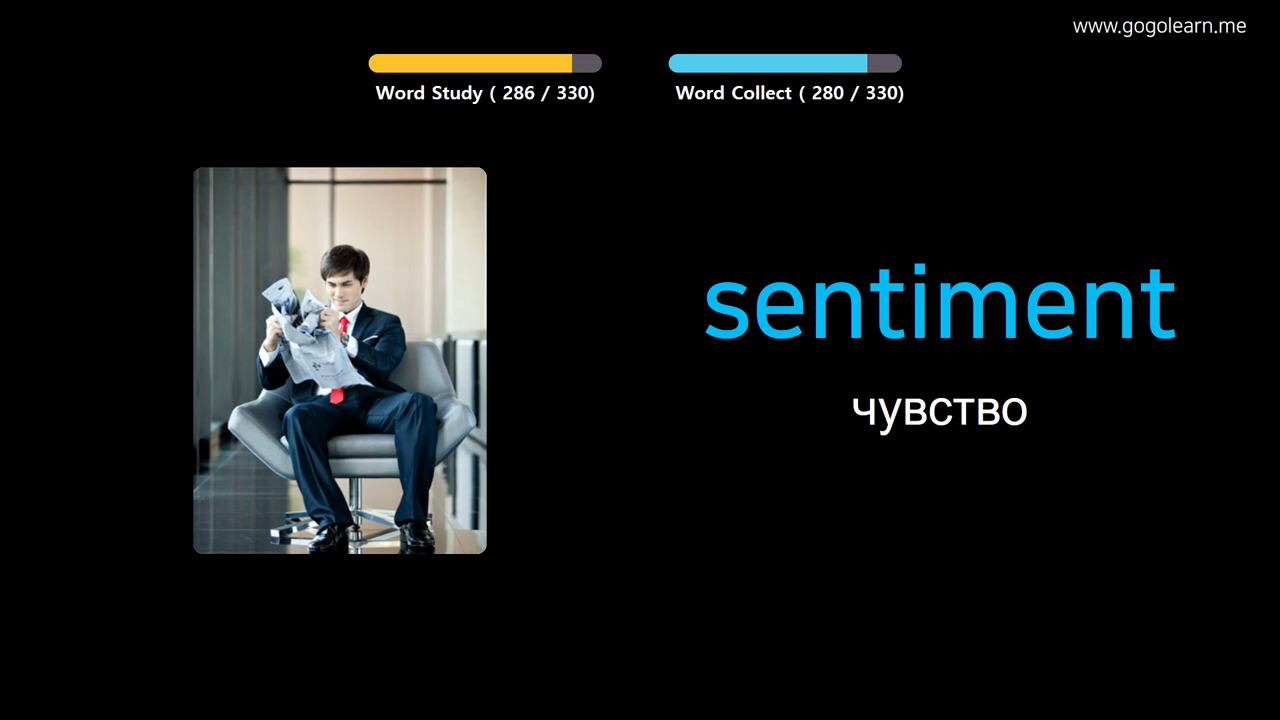 www.gogolearn.me
Word Study ( 286 / 330)
Word Collect ( 280 / 330)
sentiment
чувство